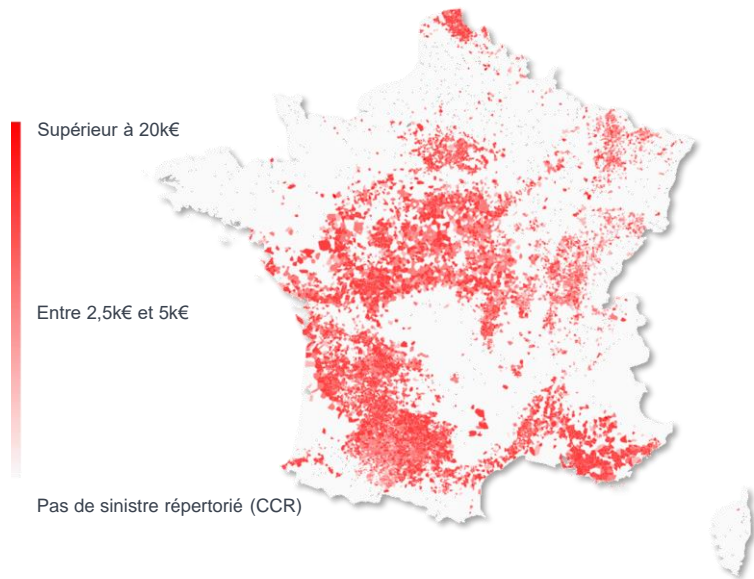 Supérieur à 20k€
Entre 2,5k€ et 5k€
Pas de sinistre répertorié (CCR)